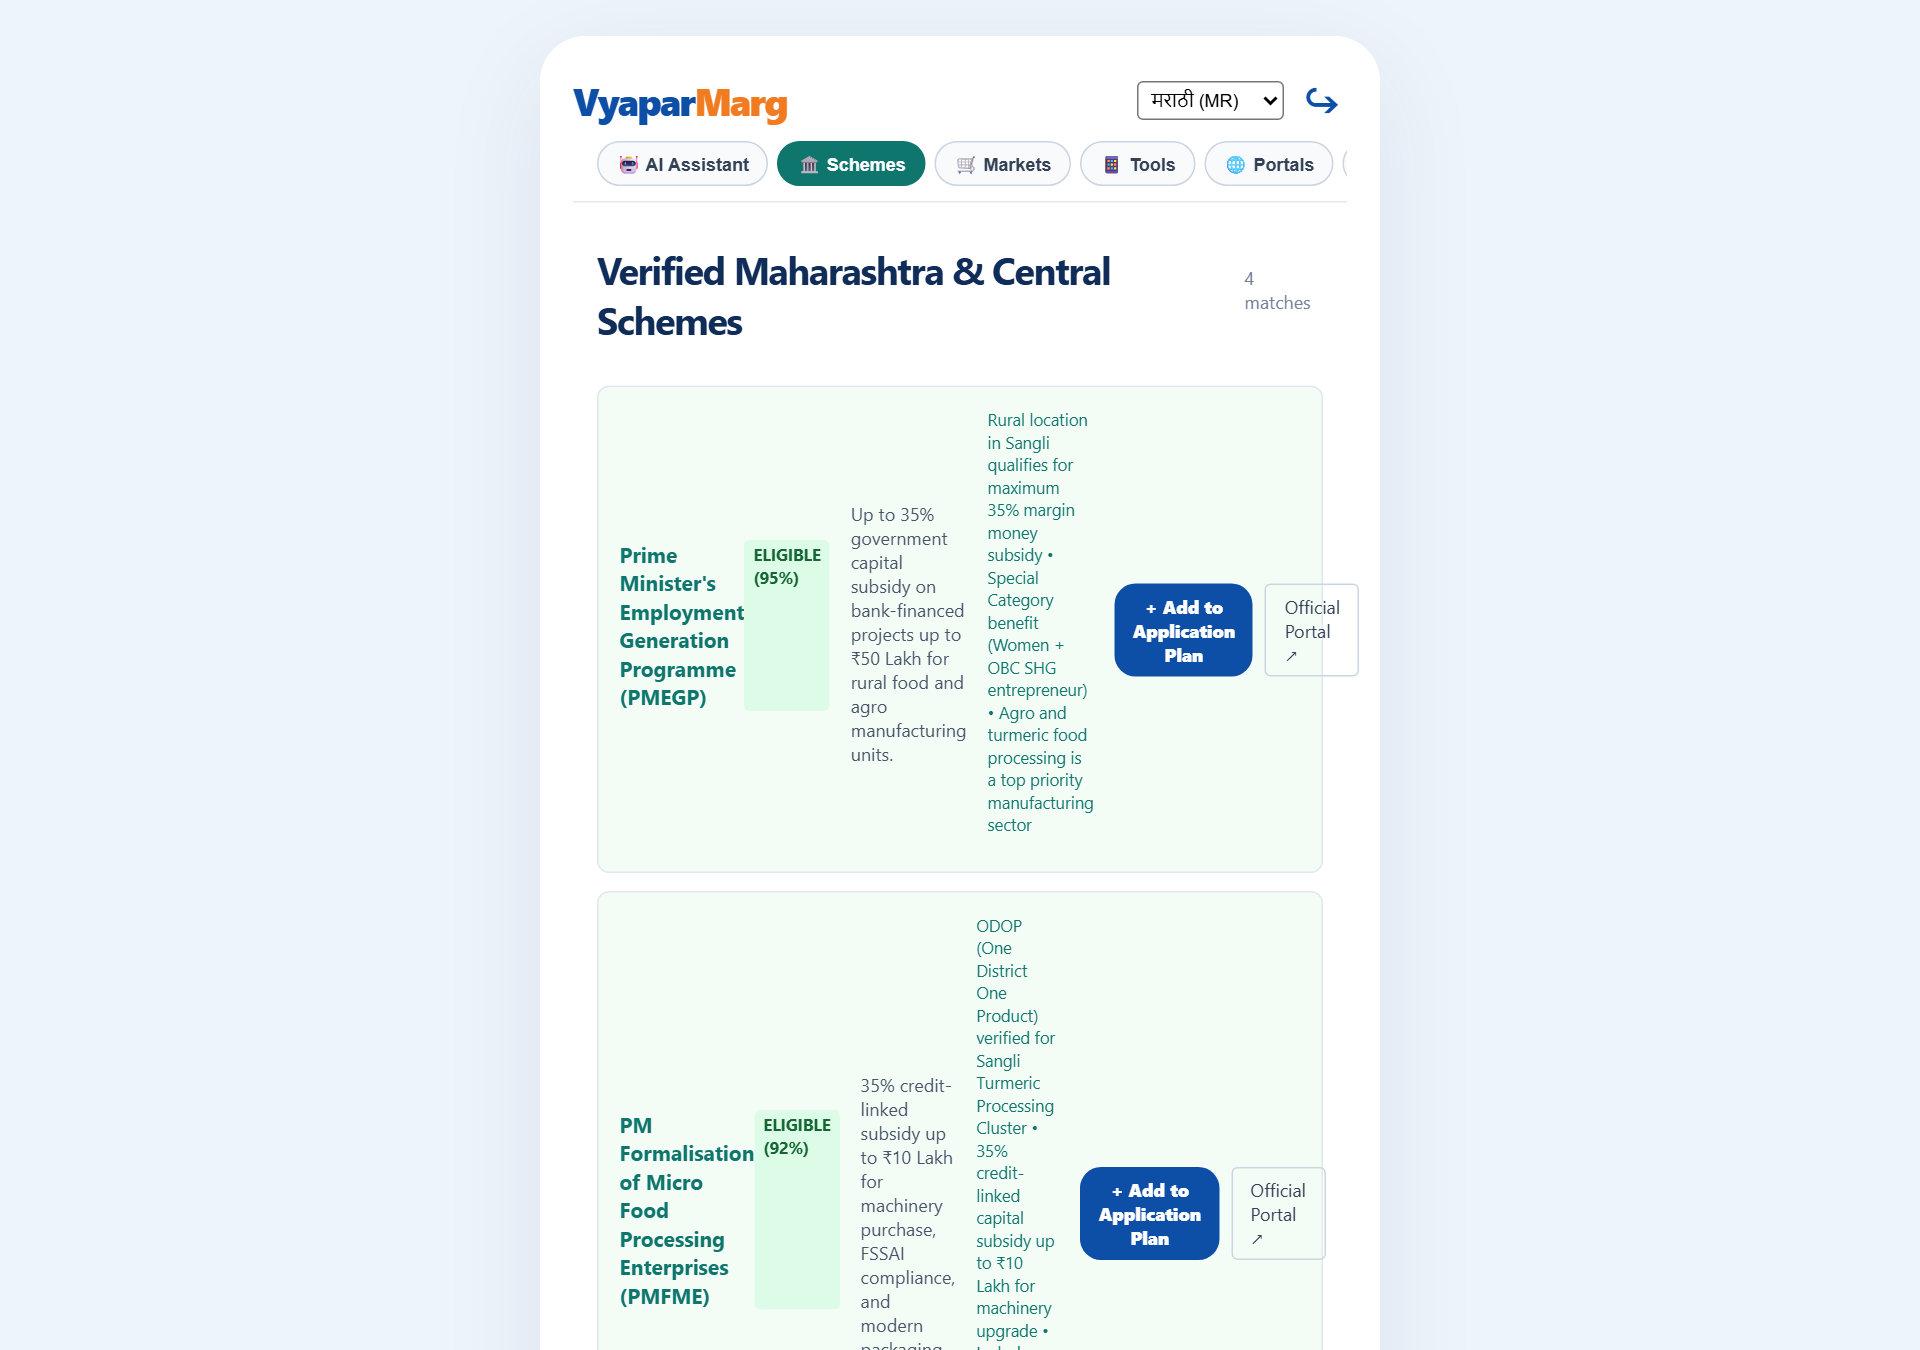 VyaparMarg
मराठी (MR)
AI Assistant
Schemes
Markets
Tools
Portals
Verified Maharashtra & Central
Schemes
4
matches
Prime
Minister's
Employment
Generation
Programme
(PMEGP)
ELIGIBLE
(95%)
Up to 35%
government
capital
subsidy on
bank-financed
projects up to
₹50 Lakh for
rural food and
agro
manufacturing
units.
Rural location
in Sangli
qualifies for
maximum
35% margin
money
subsidy •
Special
Category
benefit
(Women +
OBC SHG
entrepreneur)
• Agro and
turmeric food
processing is
a top priority
manufacturing
sector
+ Add to
Application
Plan
Official
Portal
↗
PM
Formalisation
of Micro
Food
Processing
Enterprises
(PMFME)
ELIGIBLE
(92%)
35% credit-
linked
subsidy up
to ₹10 Lakh
for
machinery
purchase,
FSSAI
compliance,
and
modern
packaging
ODOP
(One
District
One
Product)
verified for
Sangli
Turmeric
Processing
Cluster •
35%
credit-
linked
capital
subsidy up
to ₹10
Lakh for
machinery
upgrade •
+ Add to
Application
Plan
Official
Portal
↗